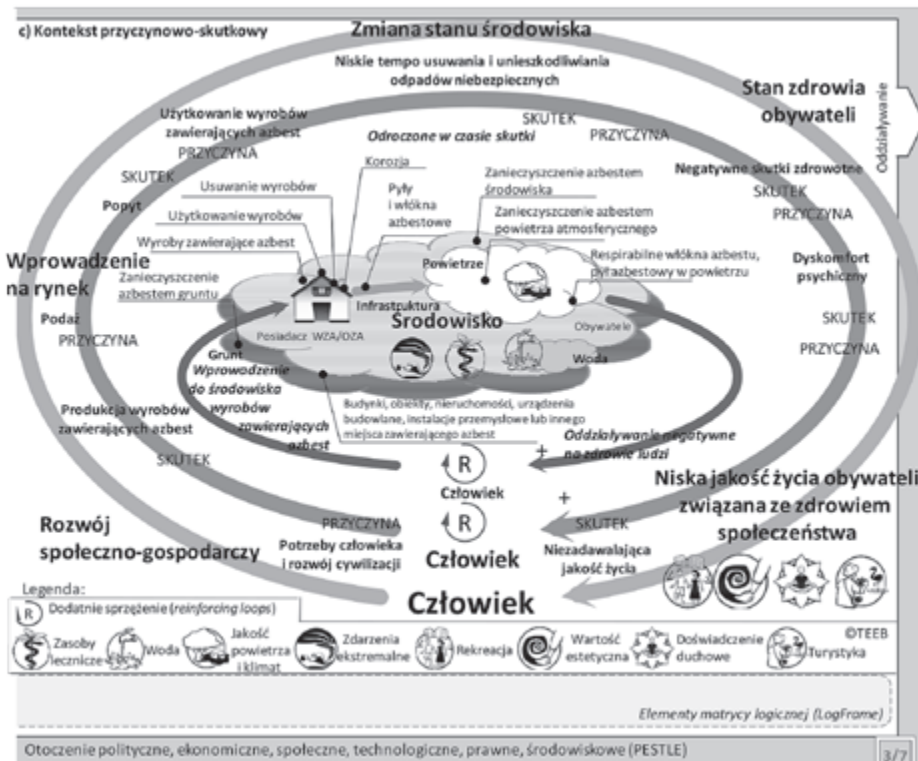 c) Kontekst przyczynowo-skutkowy
Zmiana stanu środowiska
Niskie tempo usuwania i unieszkodliwiania
odpadów niebezpiecznych
Stan zdrowia
obywateli
Oddziaływanie
Użytkowanie wyrobów
zawierających azbest
PRZYCZYNA
SKUTEK
Popyt
Odroczone w czasie skutki
SKUTEK
PRZYCZYNA
Negatywne skutki zdrowotne
SKUTEK
PRZYCZYNA
Korozja
Usuwanie wyrobów
Użytkowanie wyrobów
Wyroby zawierające azbest
Zanieczyszczenie
azbestem gruntu
Pyły
i włókna
azbestowe
Zanieczyszczenie azbestem
środowiska
Zanieczyszczenie azbestem
powietrza atmosferycznego
Respirabilne włókna azbestu,
pył azbestowy w powietrzu
Powietrze
Infrastruktura
Środowisko
Obywatele
Posiadacz WZA/OZA
Grunt
Woda
Wprowadzenie
na rynek
Podaż
PRZYCZYNA
Dyskomfort
psychiczny
SKUTEK
PRZYCZYNA
Wprowadzenie
do środowiska
wyrobów
zawierających
azbest
Budynki, obiekty, nieruchomości, urządzenia
budowlane, instalacje przemysłowe lub innego
miejsca zawierającego azbest
Produkcja wyrobów
zawierających azbest
SKUTEK
+
Oddziaływanie negatywne
na zdrowie ludzi
R
Człowiek
+
R
Człowiek
PRZYCZYNA
Potrzeby człowieka
i rozwój cywilizacji
SKUTEK
Niezadawalająca
jakość życia
Niska jakość życia obywateli
związana ze zdrowiem
społeczeństwa
Rozwój
społeczno-gospodarczy
Człowiek
Legenda:
R Dodatnie sprzężenie (reinforcing loops)
Zasoby
lecznicze
Woda
Jakość
powietrza
i klimat
Zdarzenia
ekstremalne
Rekreacja
Wartość
estetyczna
Doświadczenie
duchowe
Turystyka
©TEEB
Elementy matrycy logicznej (LogFrame)
Otoczenie polityczne, ekonomiczne, społeczne, technologiczne, prawne, środowiskowe (PESTLE)
3/7